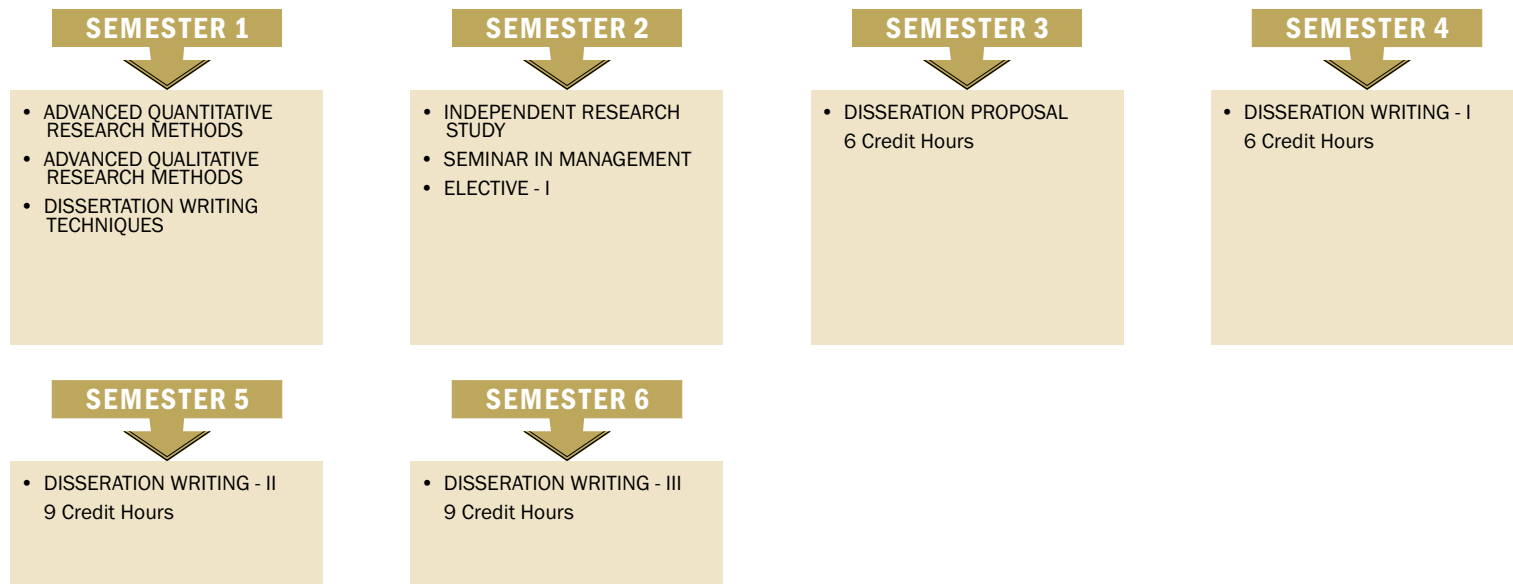 SEMESTER 1
• ADVANCED QUANTITATIVE
RESEARCH METHODS
• ADVANCED QUALITATIVE
RESEARCH METHODS
• DISSERTATION WRITING
TECHNIQUES
SEMESTER 2
• INDEPENDENT RESEARCH
STUDY
• SEMINAR IN MANAGEMENT
• ELECTIVE - I
SEMESTER 3
• DISSERATION PROPOSAL
6 Credit Hours
SEMESTER 4
• DISSERATION WRITING - I
6 Credit Hours
SEMESTER 5
• DISSERATION WRITING - II
9 Credit Hours
SEMESTER 6
• DISSERATION WRITING - III
9 Credit Hours